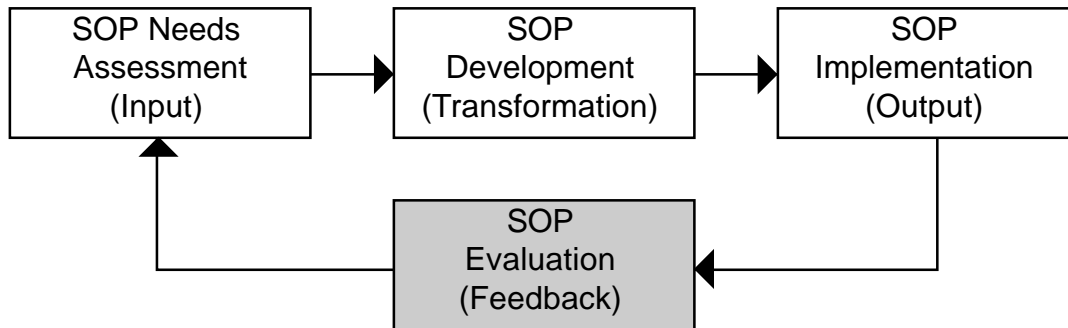 SOP Needs
Assessment
(Input)
SOP
Development
(Transformation)
SOP
Implementation
(Output)
SOP
Evaluation
(Feedback)